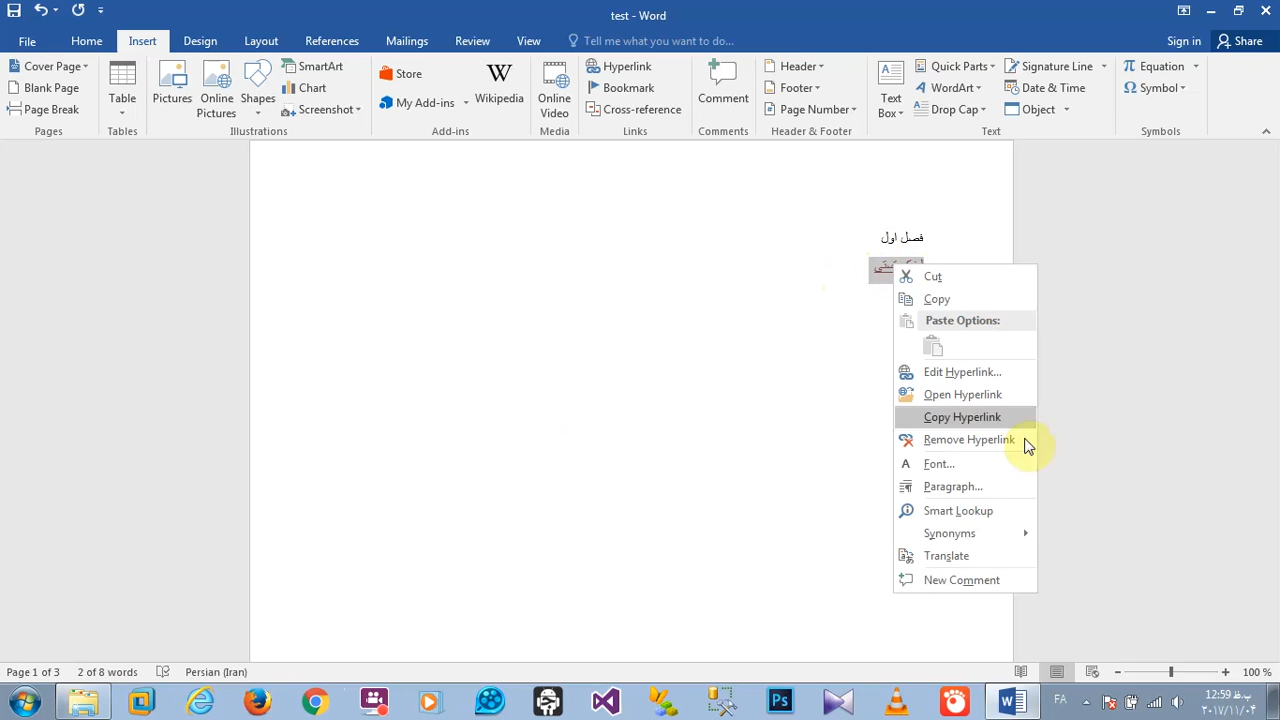 test - Word
File Home Insert Design Layout References Mailings Review View Tell me what you want to do... Sign in Share
Cover Page
Blank Page
Page Break
Pages
Table
Tables
Pictures
Online Pictures
Shapes
SmartArt
Chart
Screenshot
Illustrations
Store
My Add-ins
Wikipedia
Add-ins
Online Video
Media
Hyperlink
Bookmark
Cross-reference
Links
Comment
Comments
Header
Footer
Page Number
Header & Footer
Text Box
Quick Parts
WordArt
Drop Cap
Signature Line
Date & Time
Object
Text
Equation
Symbol
Symbols
فصل اول
Cut
Copy
Paste Options:
Edit Hyperlink...
Open Hyperlink
Copy Hyperlink
Remove Hyperlink
Font...
Paragraph...
Smart Lookup
Synonyms
Translate
New Comment
Page 1 of 3 2 of 8 words Persian (Iran) 100 %
FA
12:59 ب.ظ
۲۰۱۷/۱۱/۰۴